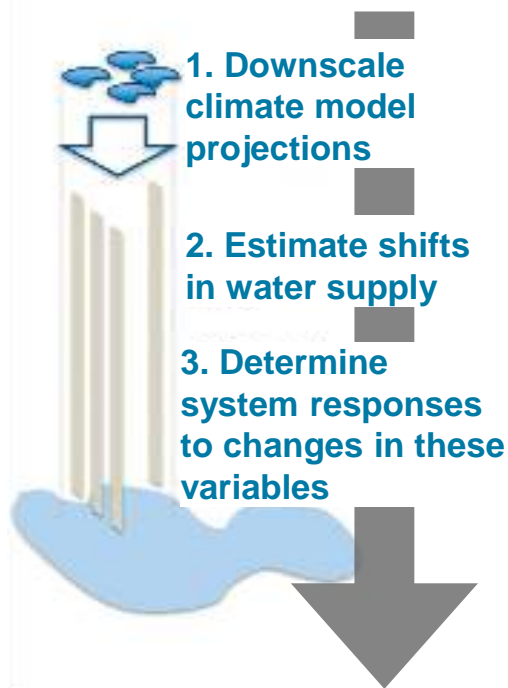 1. Downscale
climate model
projections
2. Estimate shifts
in water supply
3. Determine
system responses
to changes in these
variables